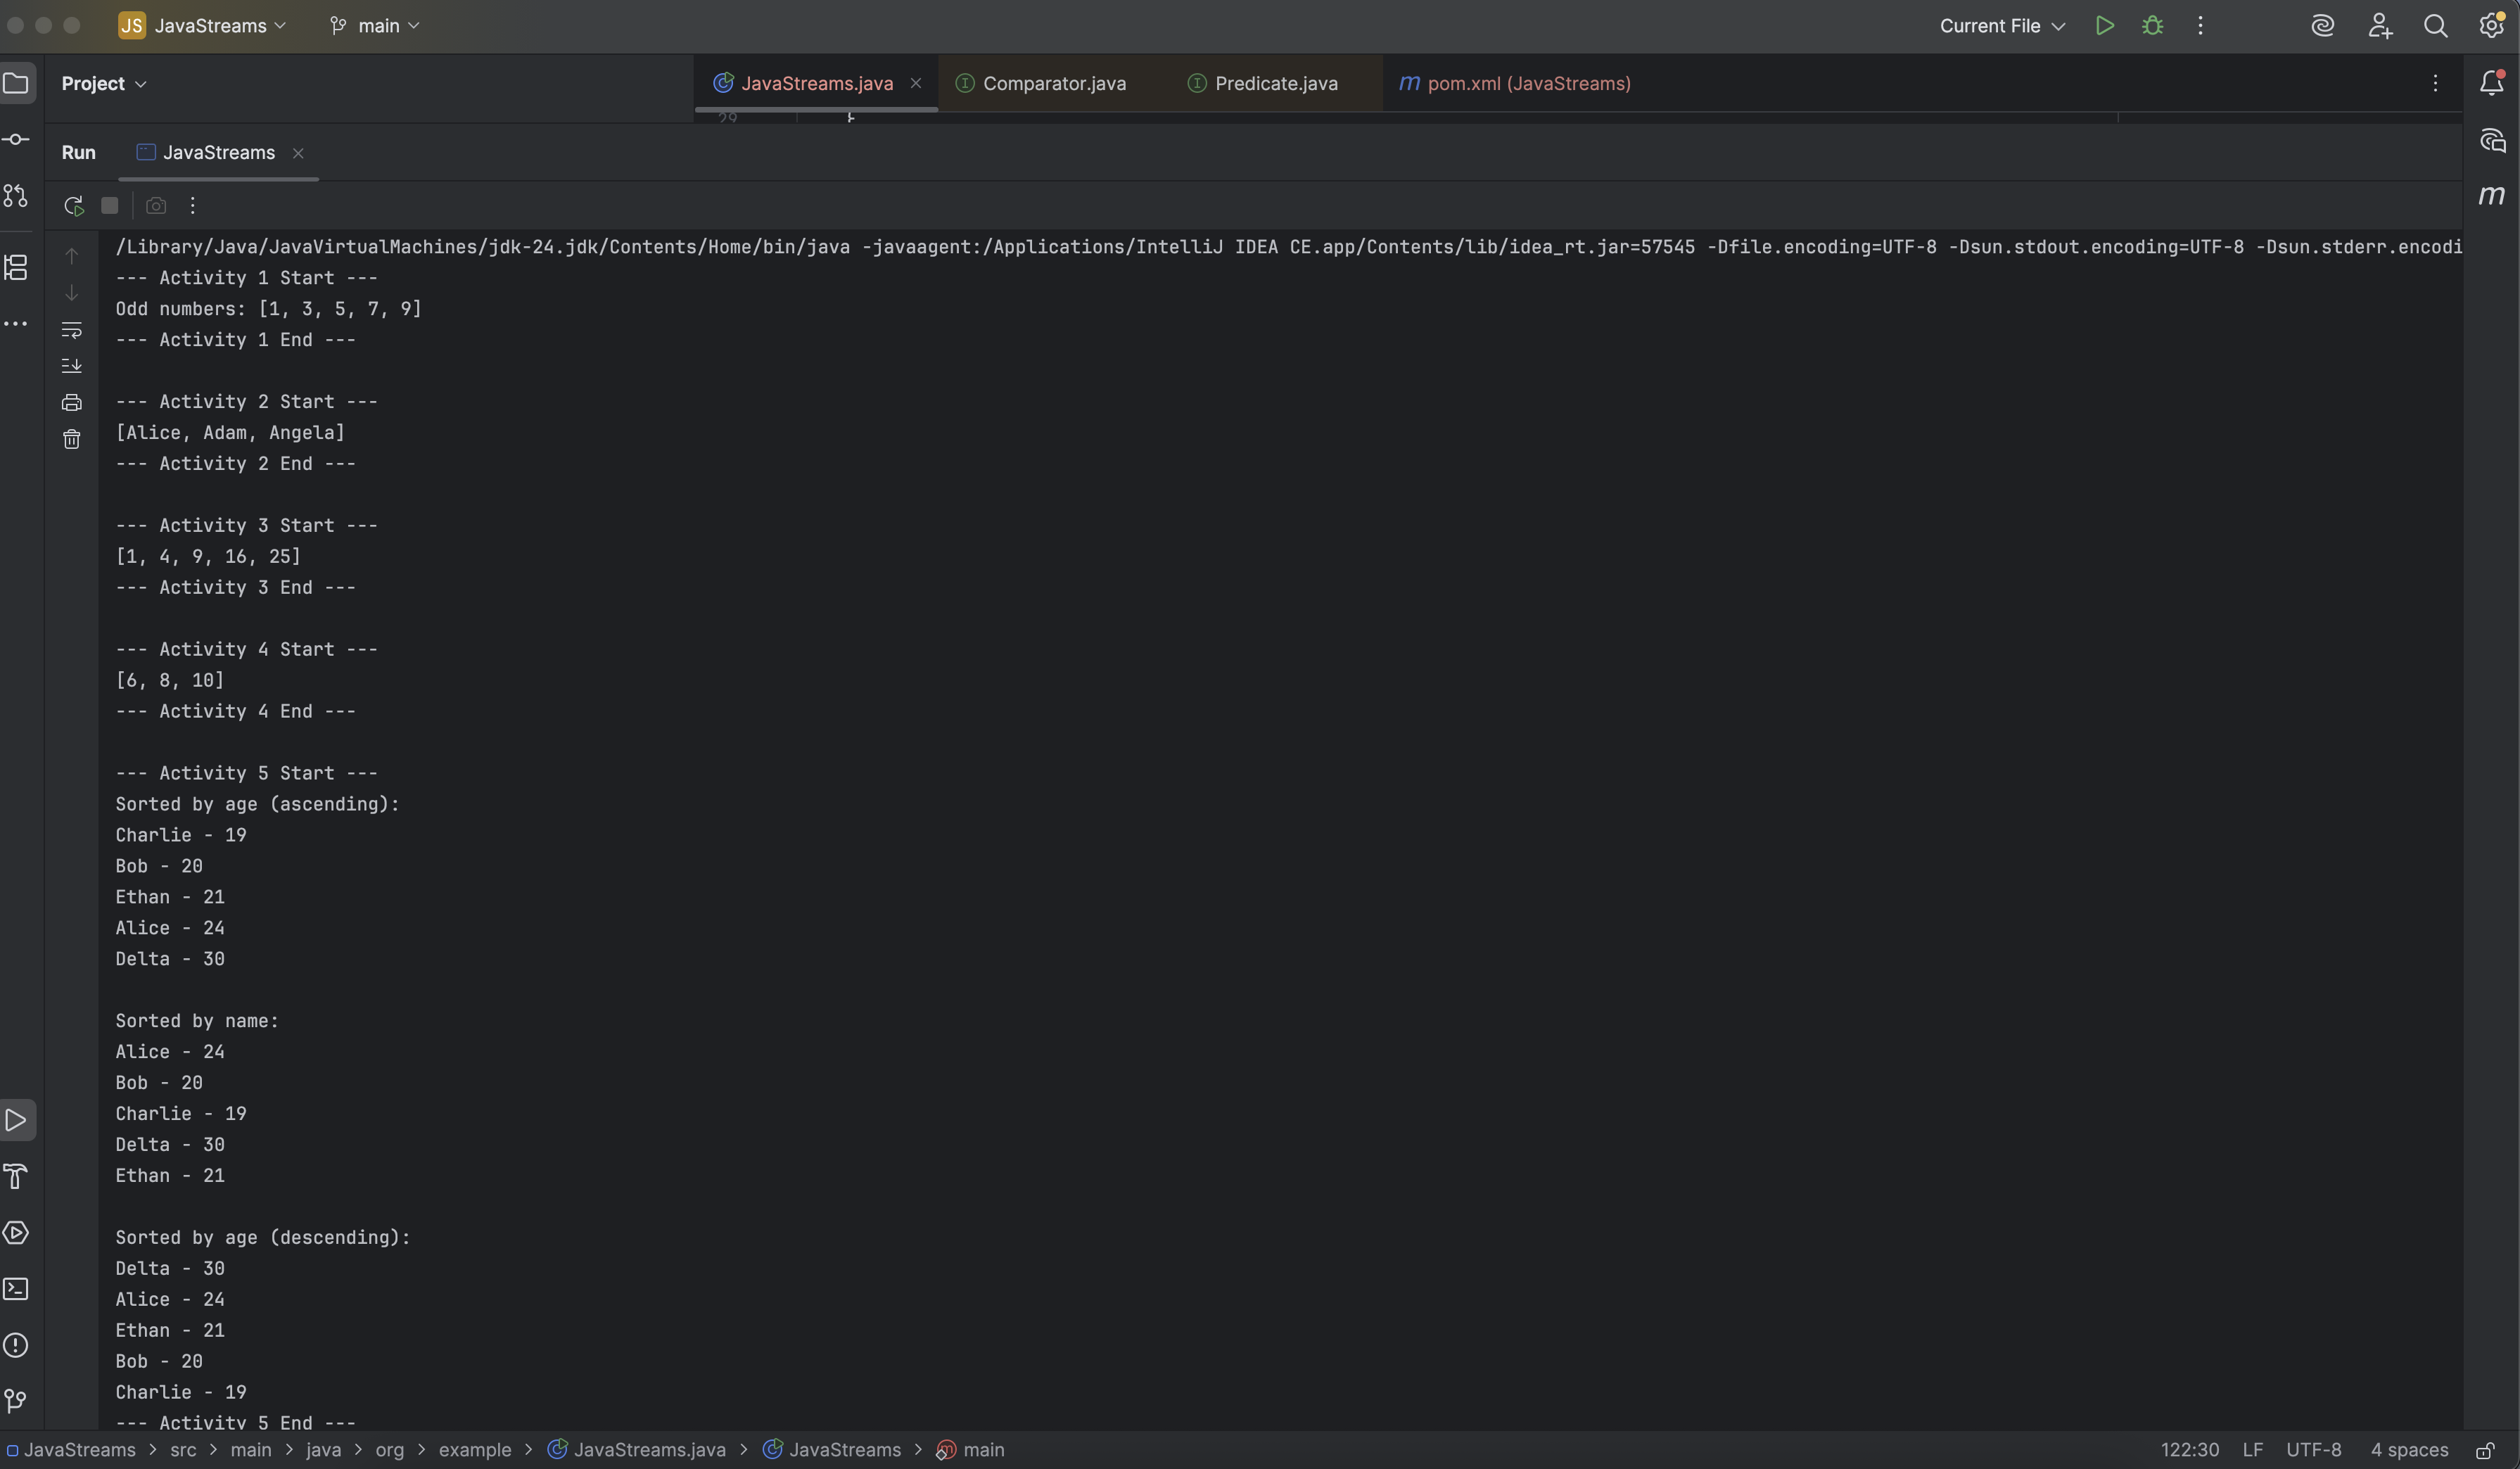 JS JavaStreams main Current File
Project JavaStreams.java Comparator.java Predicate.java m pom.xml (JavaStreams)
29 }
Run JavaStreams
/Library/Java/JavaVirtualMachines/jdk-24.jdk/Contents/Home/bin/java -javaagent:/Applications/IntelliJ IDEA CE.app/Contents/lib/idea_rt.jar=57545 -Dfile.encoding=UTF-8 -Dsun.stdout.encoding=UTF-8 -Dsun.stderr.encodi
--- Activity 1 Start ---
Odd numbers: [1, 3, 5, 7, 9]
--- Activity 1 End ---
--- Activity 2 Start ---
[Alice, Adam, Angela]
--- Activity 2 End ---
--- Activity 3 Start ---
[1, 4, 9, 16, 25]
--- Activity 3 End ---
--- Activity 4 Start ---
[6, 8, 10]
--- Activity 4 End ---
--- Activity 5 Start ---
Sorted by age (ascending):
Charlie - 19
Bob - 20
Ethan - 21
Alice - 24
Delta - 30
Sorted by name:
Alice - 24
Bob - 20
Charlie - 19
Delta - 30
Ethan - 21
Sorted by age (descending):
Delta - 30
Alice - 24
Ethan - 21
Bob - 20
Charlie - 19
--- Activity 5 End ---
JavaStreams > src > main > java > org > example > JavaStreams.java > JavaStreams > main 122:30 LF UTF-8 4 spaces